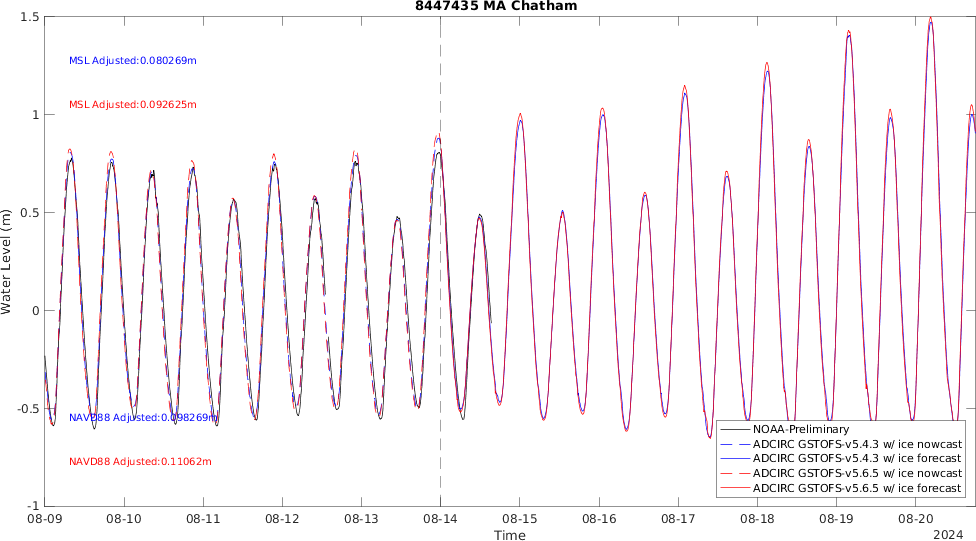 8447435 MA Chatham
1.5
1
0.5
0
-0.5
-1
Water Level (m)
MSL Adjusted:0.080269m
MSL Adjusted:0.092625m
NAVD88 Adjusted:0.098269m
NAVD88 Adjusted:0.11062m
NOAA-Preliminary
ADCIRC GSTOFS-v5.4.3 w/ ice nowcast
ADCIRC GSTOFS-v5.4.3 w/ ice forecast
ADCIRC GSTOFS-v5.6.5 w/ ice nowcast
ADCIRC GSTOFS-v5.6.5 w/ ice forecast
08-09 08-10 08-11 08-12 08-13 08-14 08-15 08-16 08-17 08-18 08-19 08-20
Time
2024